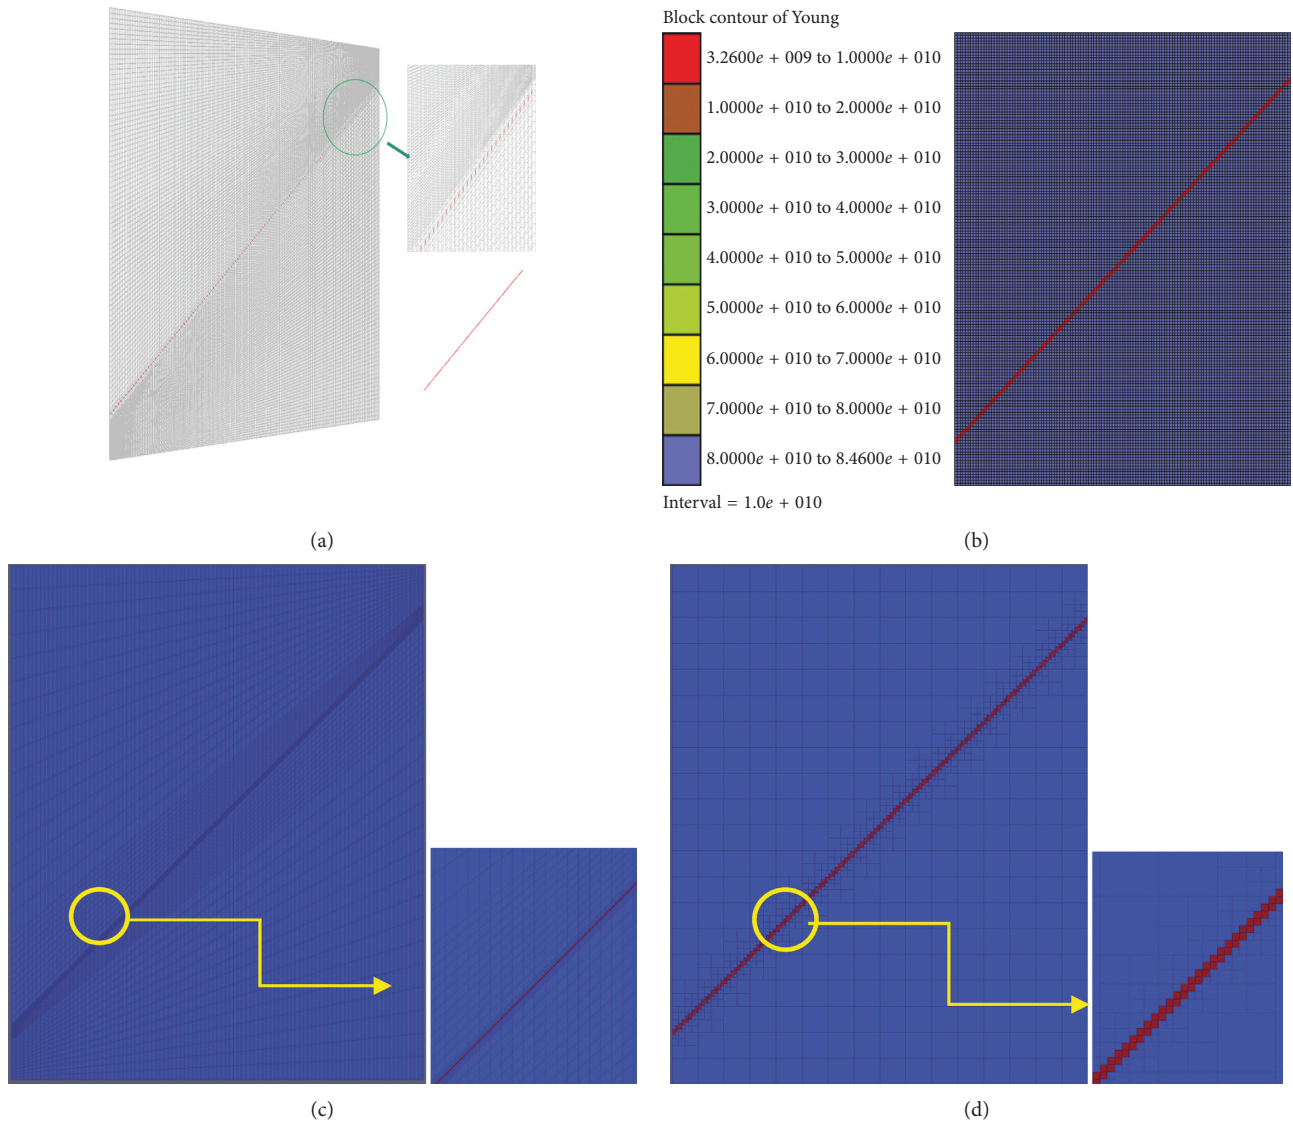 Block contour of Young
3.2600e + 009 to 1.0000e + 010
1.0000e + 010 to 2.0000e + 010
2.0000e + 010 to 3.0000e + 010
3.0000e + 010 to 4.0000e + 010
4.0000e + 010 to 5.0000e + 010
5.0000e + 010 to 6.0000e + 010
6.0000e + 010 to 7.0000e + 010
7.0000e + 010 to 8.0000e + 010
8.0000e + 010 to 8.4600e + 010
Interval = 1.0e + 010
(a)
(b)
(c)
(d)